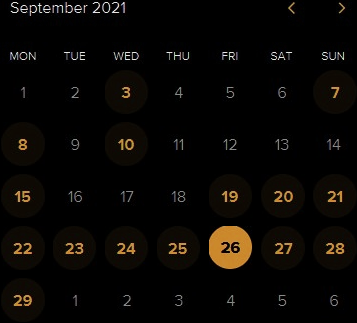 September 2021
MON TUE WED THU FRI SAT SUN
1 2 3 4 5 6 7
8 9 10 11 12 13 14
15 16 17 18 19 20 21
22 23 24 25 26 27 28
29 1 2 3 4 5 6